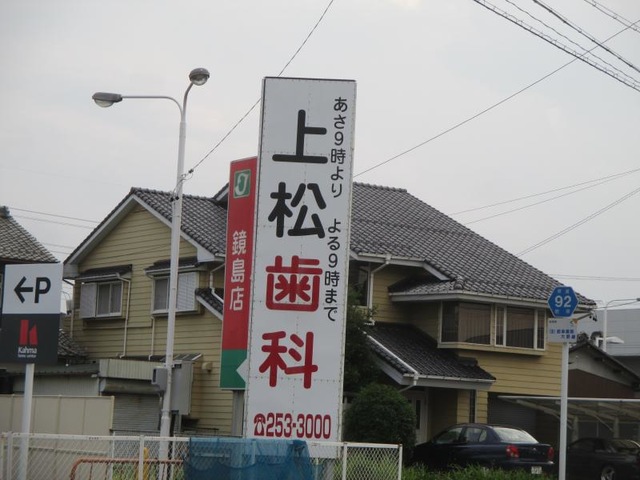 上松歯科
あさ9時より よる9時まで
☎253-3000
鏡島店
←P
Kahma
92